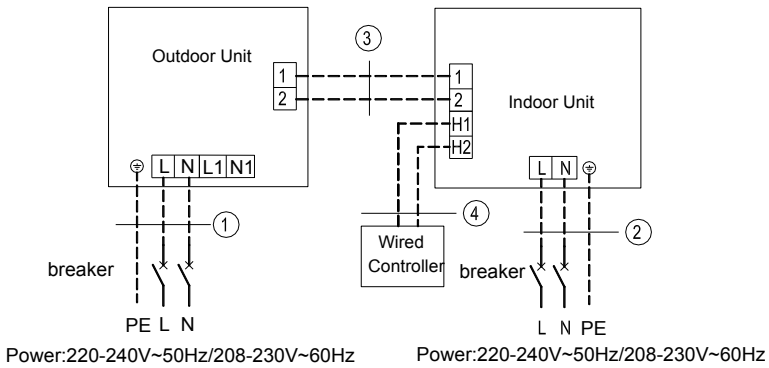 Outdoor Unit
1
2
L N L1 N1
1
breaker
PE L N
Power:220-240V~50Hz/208-230V~60Hz
3
1
2
H1
H2
Indoor Unit
L N
4
Wired
Controller
2
breaker
L N PE
Power:220-240V~50Hz/208-230V~60Hz